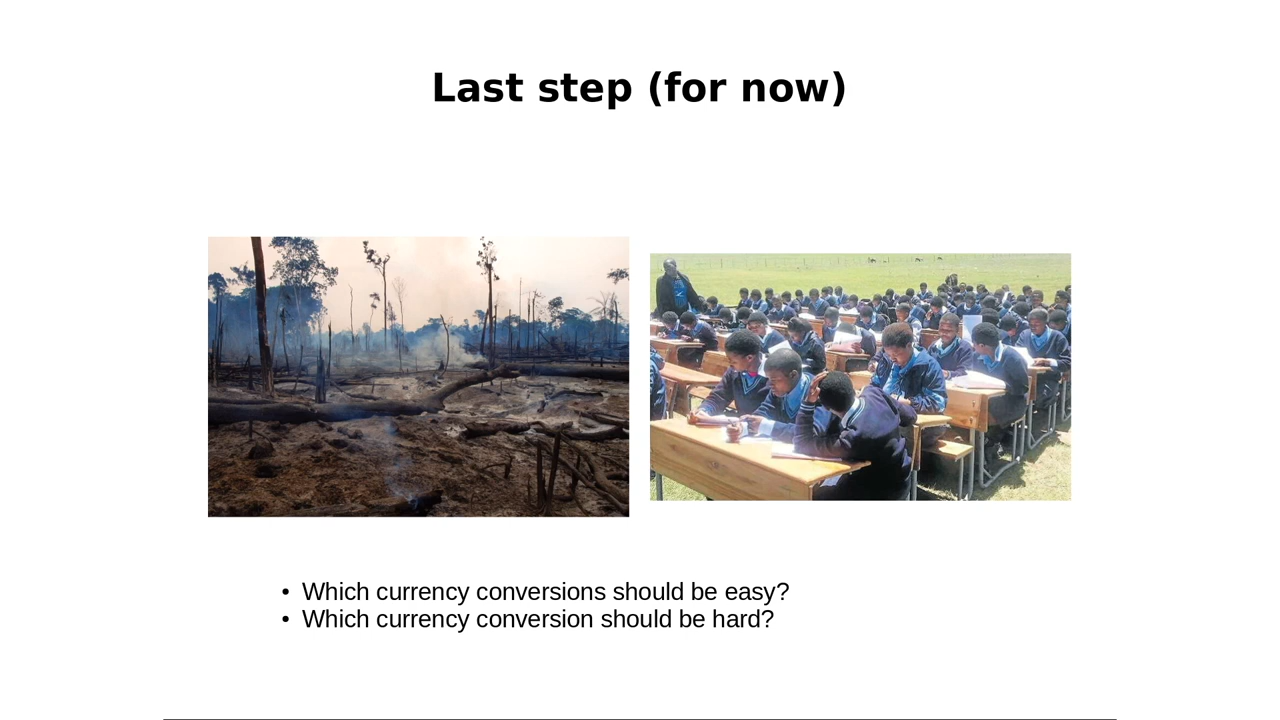 Last step (for now)
• Which currency conversions should be easy?
• Which currency conversion should be hard?